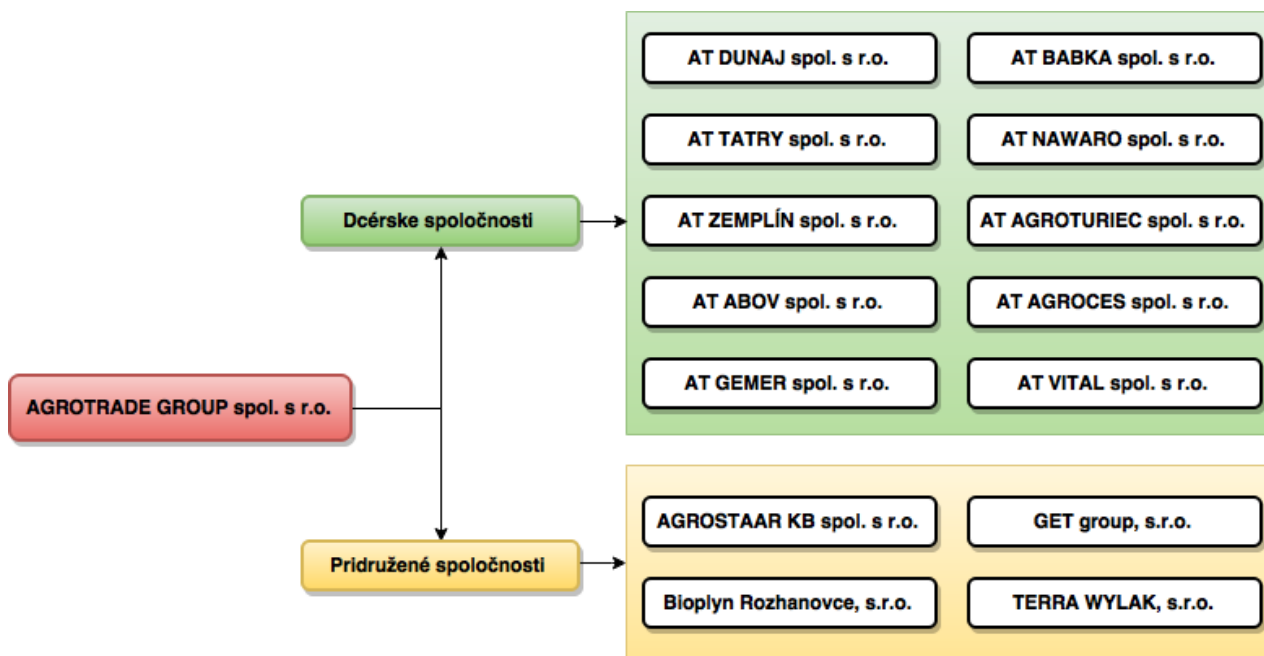 AT DUNAJ spol. s r.o.
AT BABKA spol. s r.o.
AT TATRY spol. s r.o.
AT NAWARO spol. s r.o.
Dcérske spoločnosti
AT ZEMPLÍN spol. s r.o.
AT AGROTURIEC spol. s r.o.
AT ABOV spol. s r.o.
AT AGROCES spol. s r.o.
AGROTRADE GROUP spol. s r.o.
AT GEMER spol. s r.o.
AT VITAL spol. s r.o.
AGROSTAAR KB spol. s r.o.
GET group, s.r.o.
Pridružené spoločnosti
Bioplyn Rozhanovce, s.r.o.
TERRA WYLAK, s.r.o.